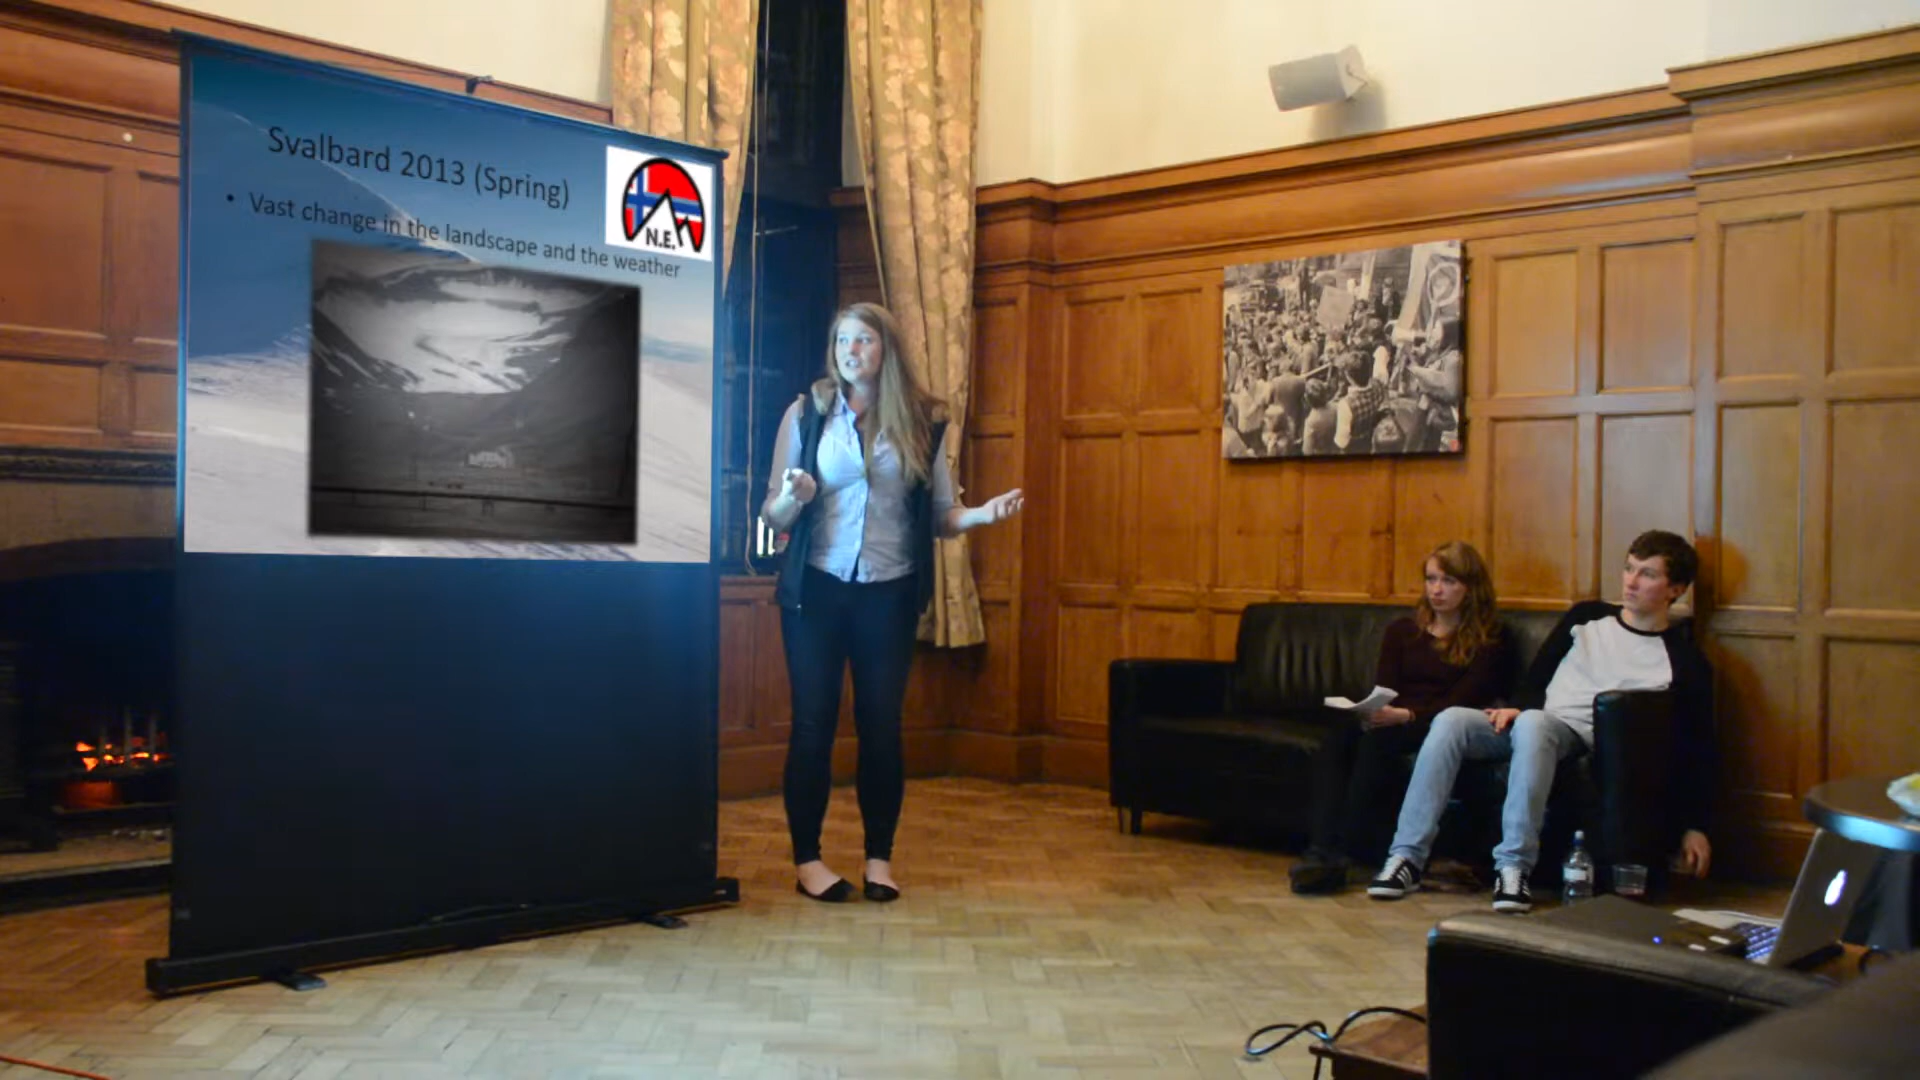 Svalbard 2013 (Spring)
• Vast change in the landscape and the weather
N.E.